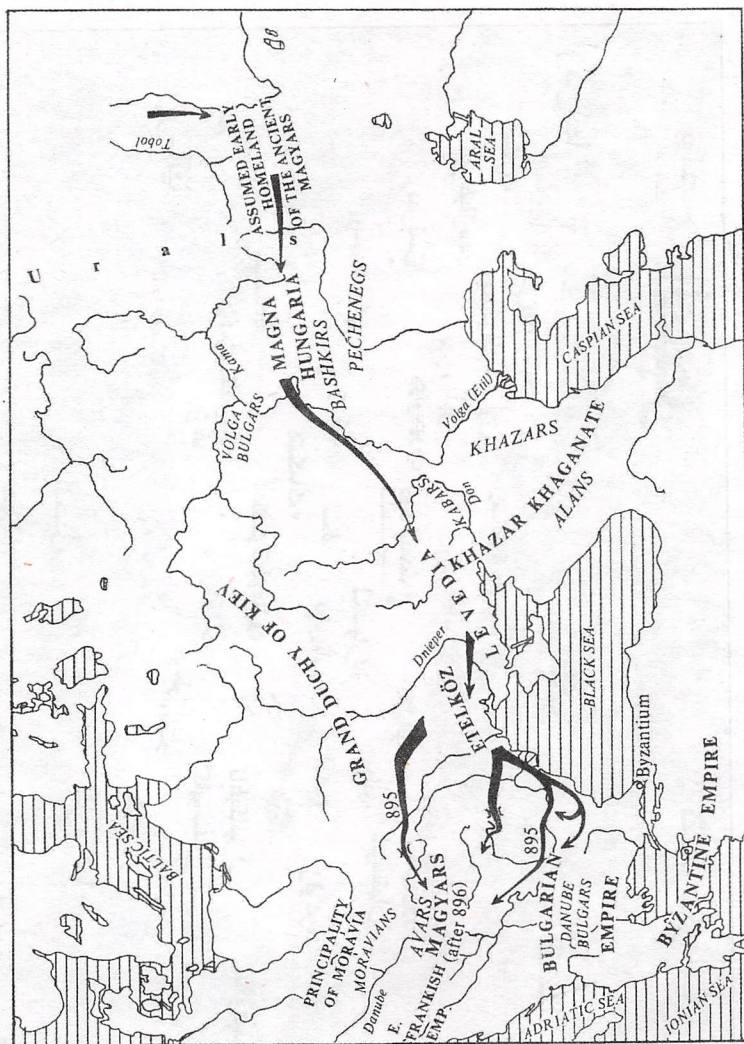 Tobol
ASSUMED EARLY
HOMELAND
OF THE ANCIENT
MAGYARS
ARAL
SEA
Urals
MAGNA
HUNGARIA
BASHKIRS
PECHENEGS
Kama
VOLGA
BULGARS
CASPIAN SEA
Volga (Etil)
KHAZARS
KABARS
Don
KHAZAR KHAGANATE
ALANS
LEVEDIA
GRAND DUCHY OF KIEV
Dnieper
ETELKÖZ
BLACK SEA
Byzantium
895
895
BALTIC SEA
PRINCIPALITY
OF MORAVIA
MORAVIANS
AVARS
MAGYARS
(after 896)
Danube
E.
FRANKISH
EMP.
BULGARIAN
DANUBE
BULGARS
EMPIRE
BYZANTINE EMPIRE
ADRIATIC SEA
IONIAN SEA